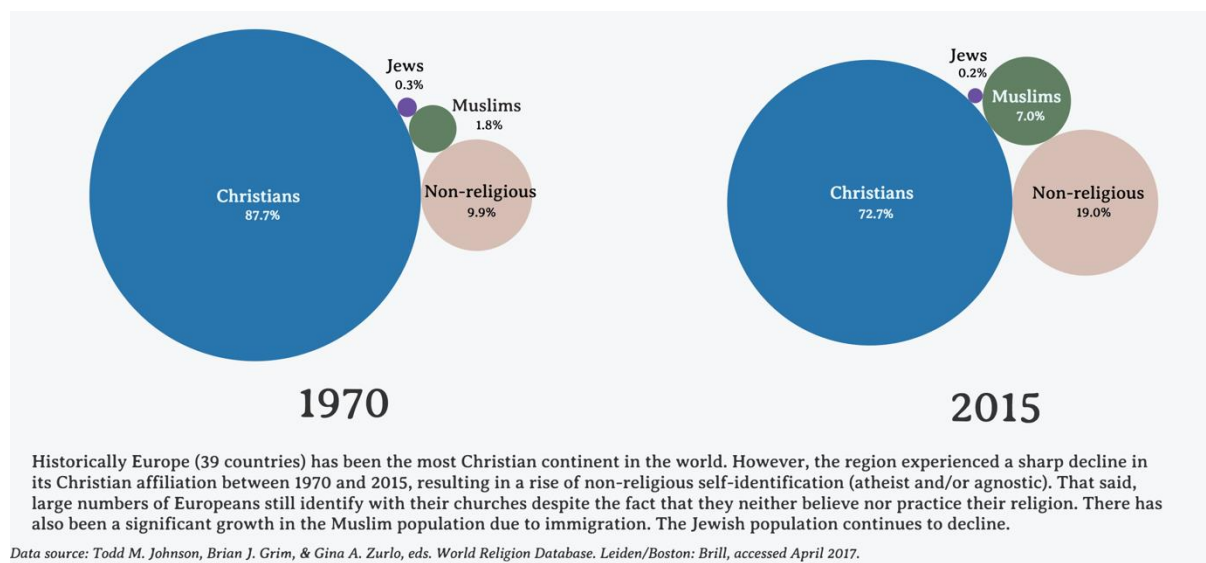 Jews
0.3%
Muslims
1.8%
Christians
87.7%
Non-religious
9.9%
1970
Jews
0.2%
Muslims
7.0%
Christians
72.7%
Non-religious
19.0%
2015
Historically Europe (39 countries) has been the most Christian continent in the world. However, the region experienced a sharp decline in
its Christian affiliation between 1970 and 2015, resulting in a rise of non-religious self-identification (atheist and/or agnostic). That said,
large numbers of Europeans still identify with their churches despite the fact that they neither believe nor practice their religion. There has
also been a significant growth in the Muslim population due to immigration. The Jewish population continues to decline.
Data source: Todd M. Johnson, Brian J. Grim, & Gina A. Zurlo, eds. World Religion Database. Leiden/Boston: Brill, accessed April 2017.